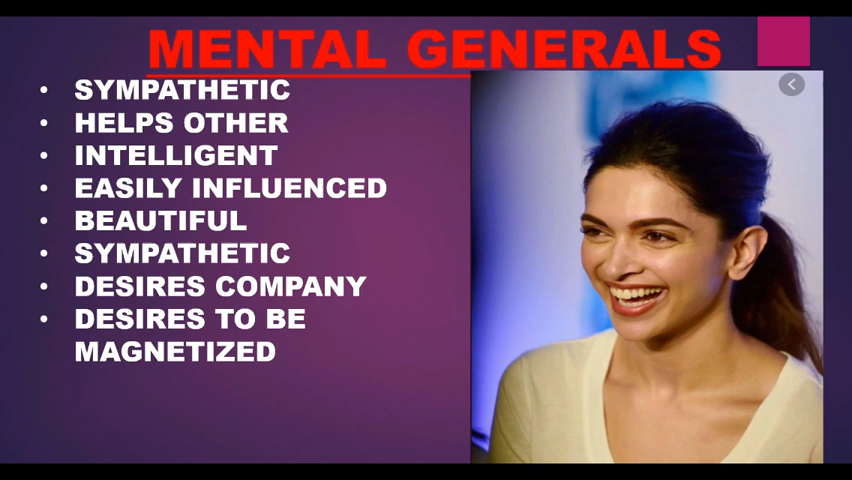 MENTAL GENERALS
• SYMPATHETIC
• HELPS OTHER
• INTELLIGENT
• EASILY INFLUENCED
• BEAUTIFUL
• SYMPATHETIC
• DESIRES COMPANY
• DESIRES TO BE
MAGNETIZED